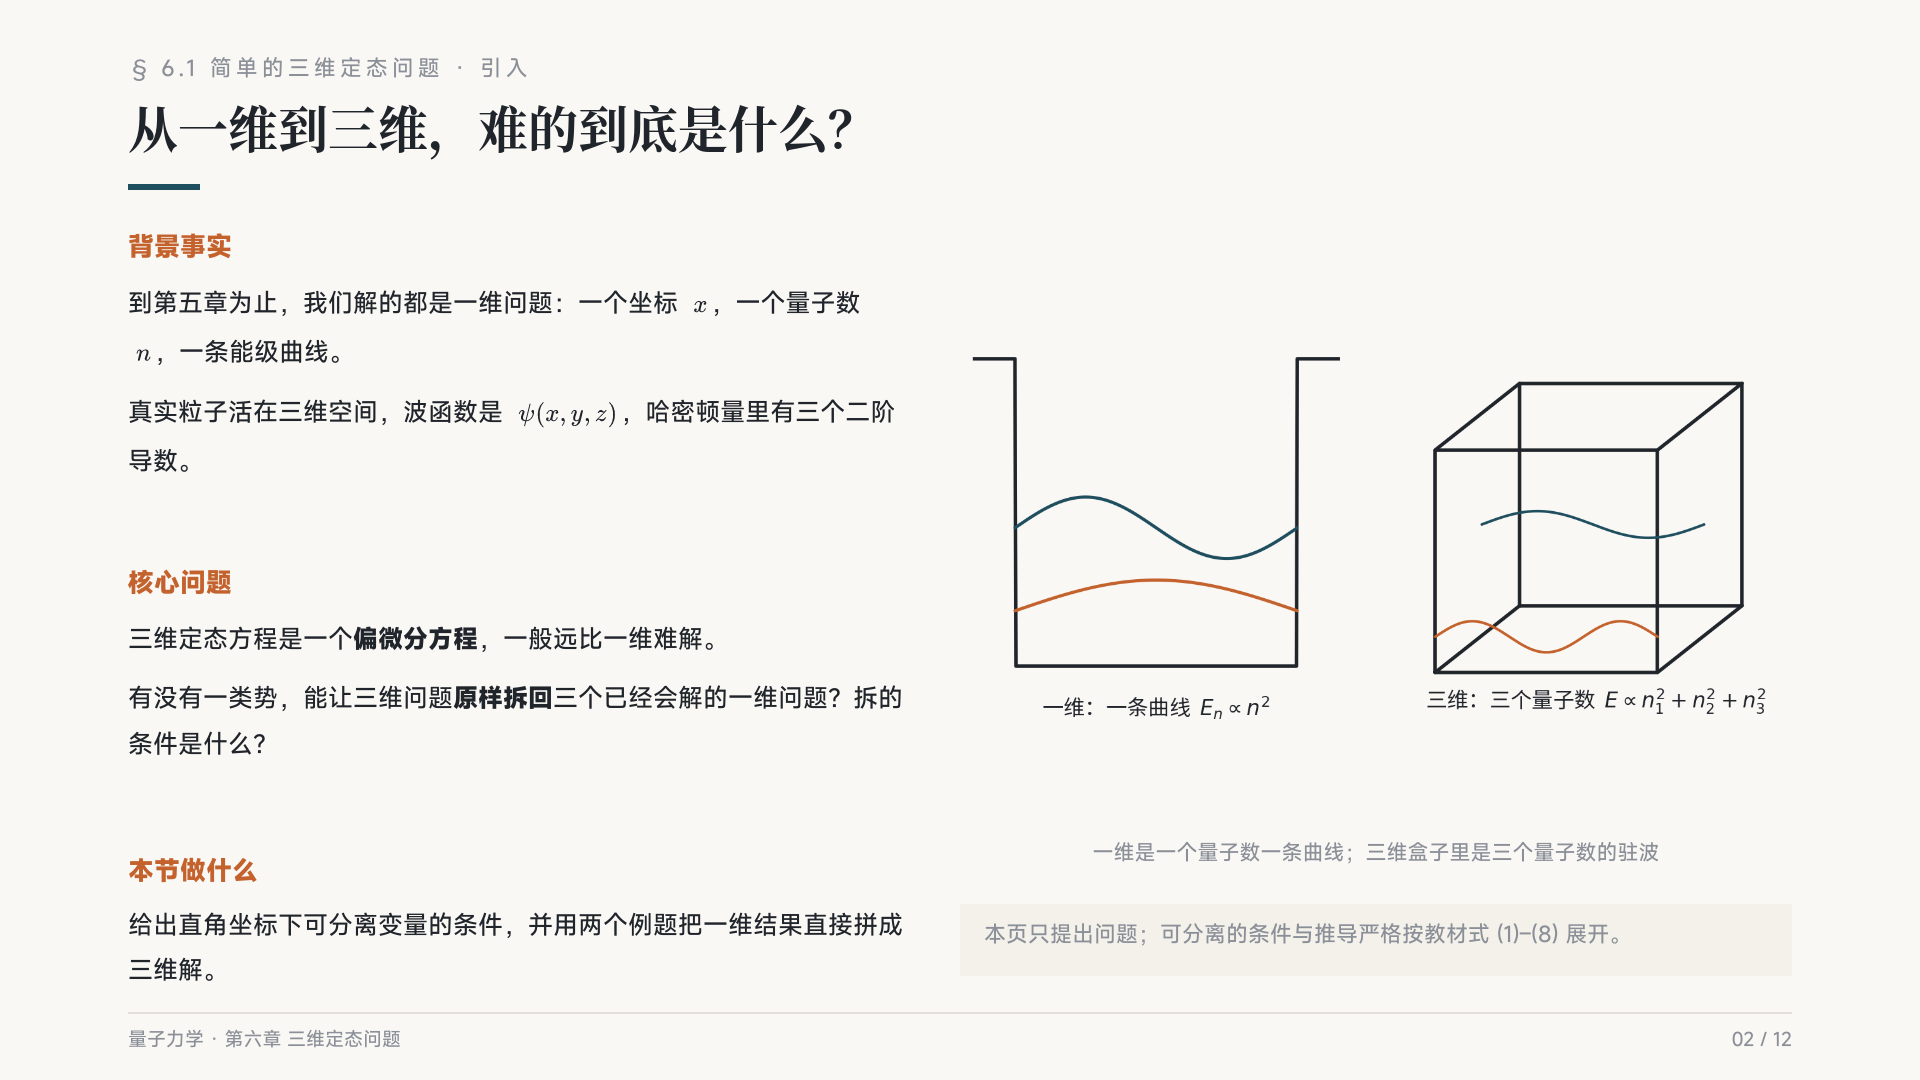 § 6.1 简单的三维定态问题 · 引入
从一维到三维，难的到底是什么？
背景事实
到第五章为止，我们解的都是一维问题：一个坐标 x，一个量子数
n，一条能级曲线。
真实粒子活在三维空间，波函数是 ψ(x, y, z)，哈密顿量里有三个二阶
导数。
核心问题
三维定态方程是一个偏微分方程，一般远比一维难解。
有没有一类势，能让三维问题原样拆回三个已经会解的一维问题？拆的
条件是什么？
本节做什么
给出直角坐标下可分离变量的条件，并用两个例题把一维结果直接拼成
三维解。
一维：一条曲线 Eₙ ∝ n²
三维：三个量子数 E ∝ n₁² + n₂² + n₃²
一维是一个量子数一条曲线；三维盒子里是三个量子数的驻波
本页只提出问题；可分离的条件与推导严格按教材式 (1)–(8) 展开。
量子力学 · 第六章 三维定态问题
02 / 12